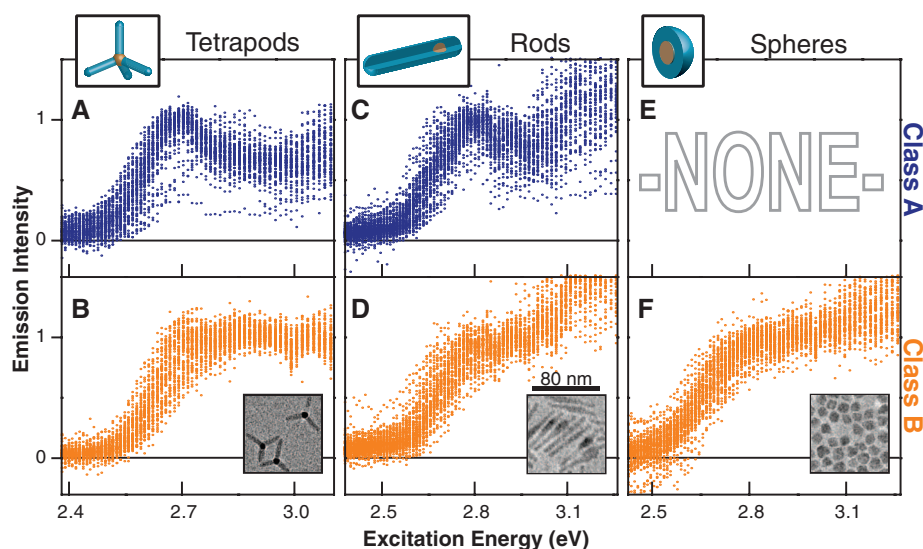 Tetrapods
Rods
Spheres
A
C
E
1
0
-NONE-
Class A
Emission Intensity
B
D
F
1
0
80 nm
Class B
2.4 2.7 3.0
2.5 2.8 3.1
2.5 2.8 3.1
Excitation Energy (eV)